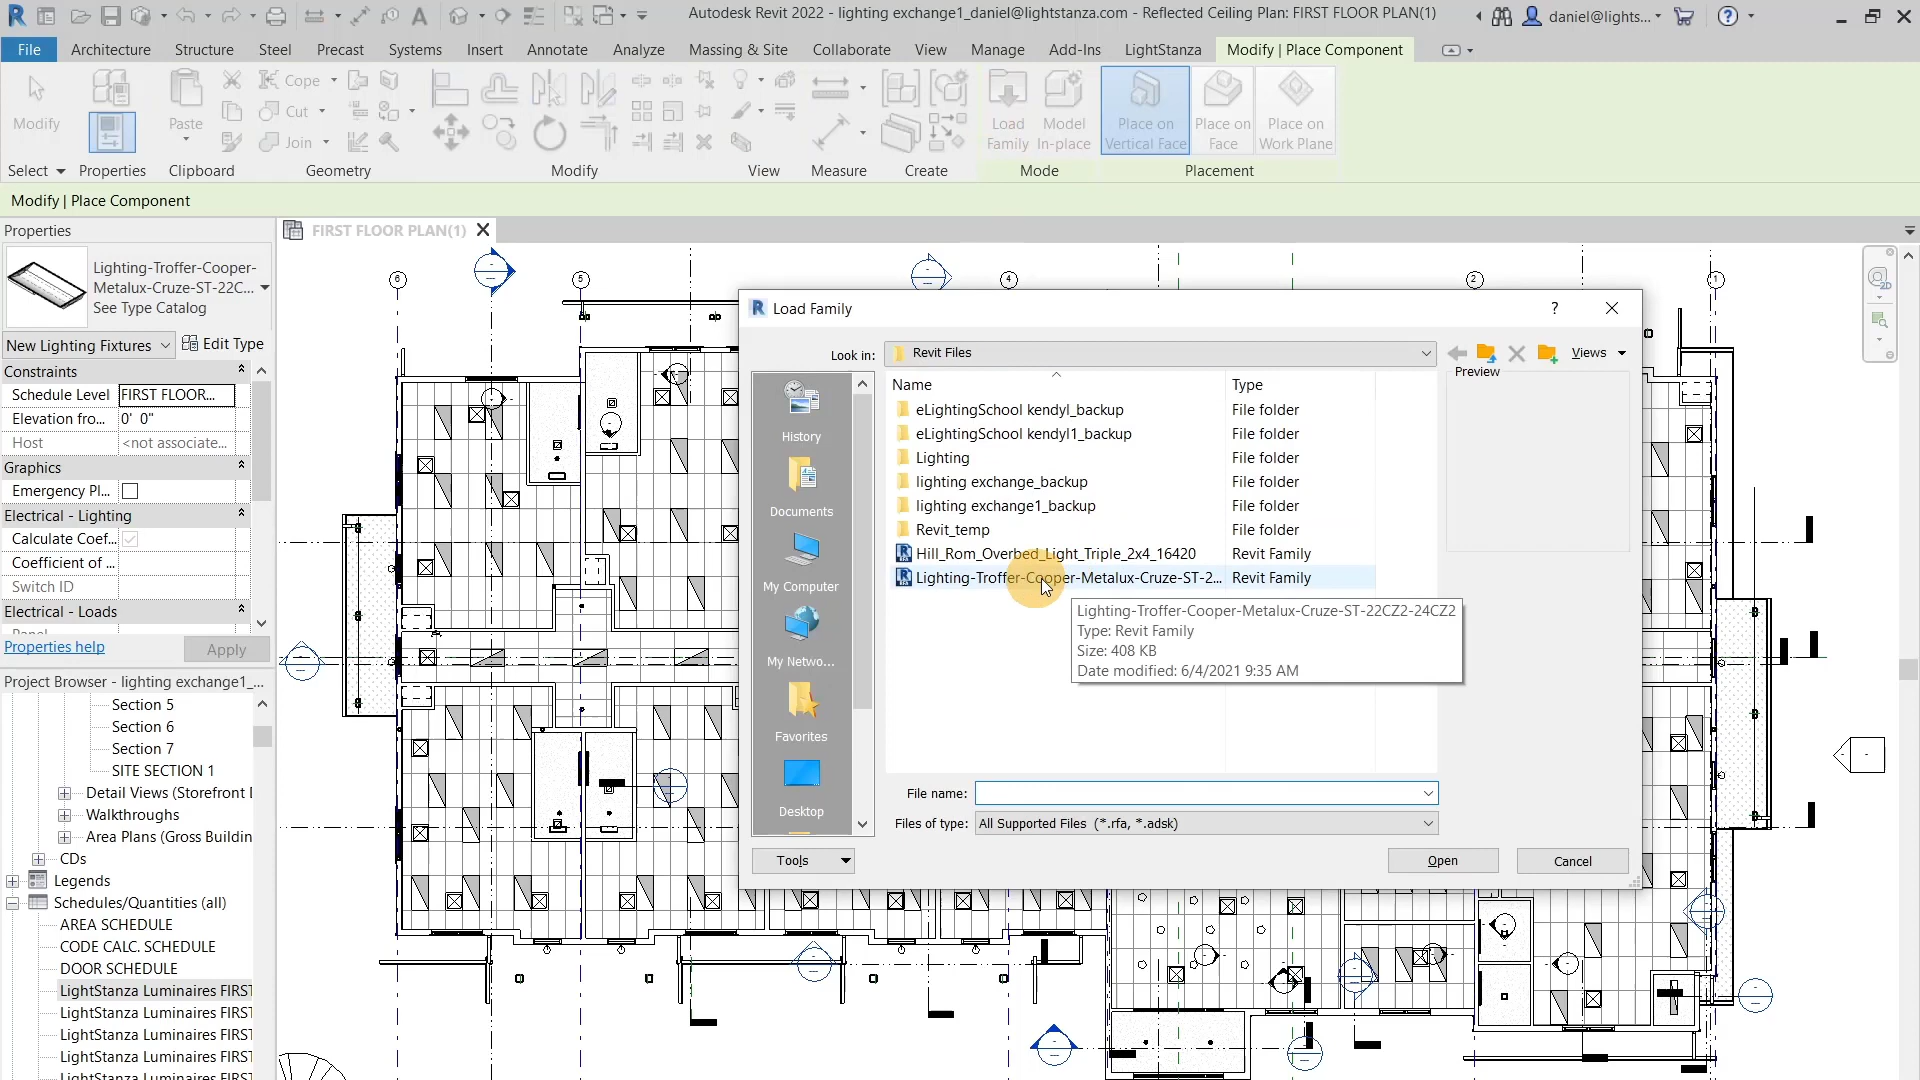 Autodesk Revit 2022 - lighting exchange1_daniel@lightstanza.com - Reflected Ceiling Plan: FIRST FLOOR PLAN(1)
daniel@lights...
File Architecture Structure Steel Precast Systems Insert Annotate Analyze Massing & Site Collaborate View Manage Add-Ins LightStanza Modify | Place Component
Modify
Paste
Cope
Cut
Join
Load Family
Model In-place
Place on Vertical Face
Place on Face
Place on Work Plane
Select Properties Clipboard Geometry Modify View Measure Create Mode Placement
Modify | Place Component
Properties
FIRST FLOOR PLAN(1)
Lighting-Troffer-Cooper-
Metalux-Cruze-ST-22C...
See Type Catalog
New Lighting Fixtures Edit Type
Constraints
Schedule Level FIRST FLOOR...
Elevation fro... 0' 0"
Host <not associate...
Graphics
Emergency Pl...
Electrical - Lighting
Calculate Coef...
Coefficient of ...
Switch ID
Electrical - Loads
Panel
Properties help Apply
Project Browser - lighting exchange1_...
Section 5
Section 6
Section 7
SITE SECTION 1
Detail Views (Storefront
Walkthroughs
Area Plans (Gross Buildin
CDs
Legends
Schedules/Quantities (all)
AREA SCHEDULE
CODE CALC. SCHEDULE
DOOR SCHEDULE
LightStanza Luminaires FIRST
LightStanza Luminaires FIRST
LightStanza Luminaires FIRST
LightStanza Luminaires FIRST
LightStanza Luminaires FIRST
6 5 4 2 1
Load Family
Look in: Revit Files Views
Preview
History
Documents
My Computer
My Netwo...
Favorites
Desktop
Name Type
eLightingSchool kendyl_backup File folder
eLightingSchool kendyl1_backup File folder
Lighting File folder
lighting exchange_backup File folder
lighting exchange1_backup File folder
Revit_temp File folder
Hill_Rom_Overbed_Light_Triple_2x4_16420 Revit Family
Lighting-Troffer-Cooper-Metalux-Cruze-ST-2... Revit Family
Lighting-Troffer-Cooper-Metalux-Cruze-ST-22CZ2-24CZ2
Type: Revit Family
Size: 408 KB
Date modified: 6/4/2021 9:35 AM
File name:
Files of type: All Supported Files (*.rfa, *.adsk)
Tools Open Cancel